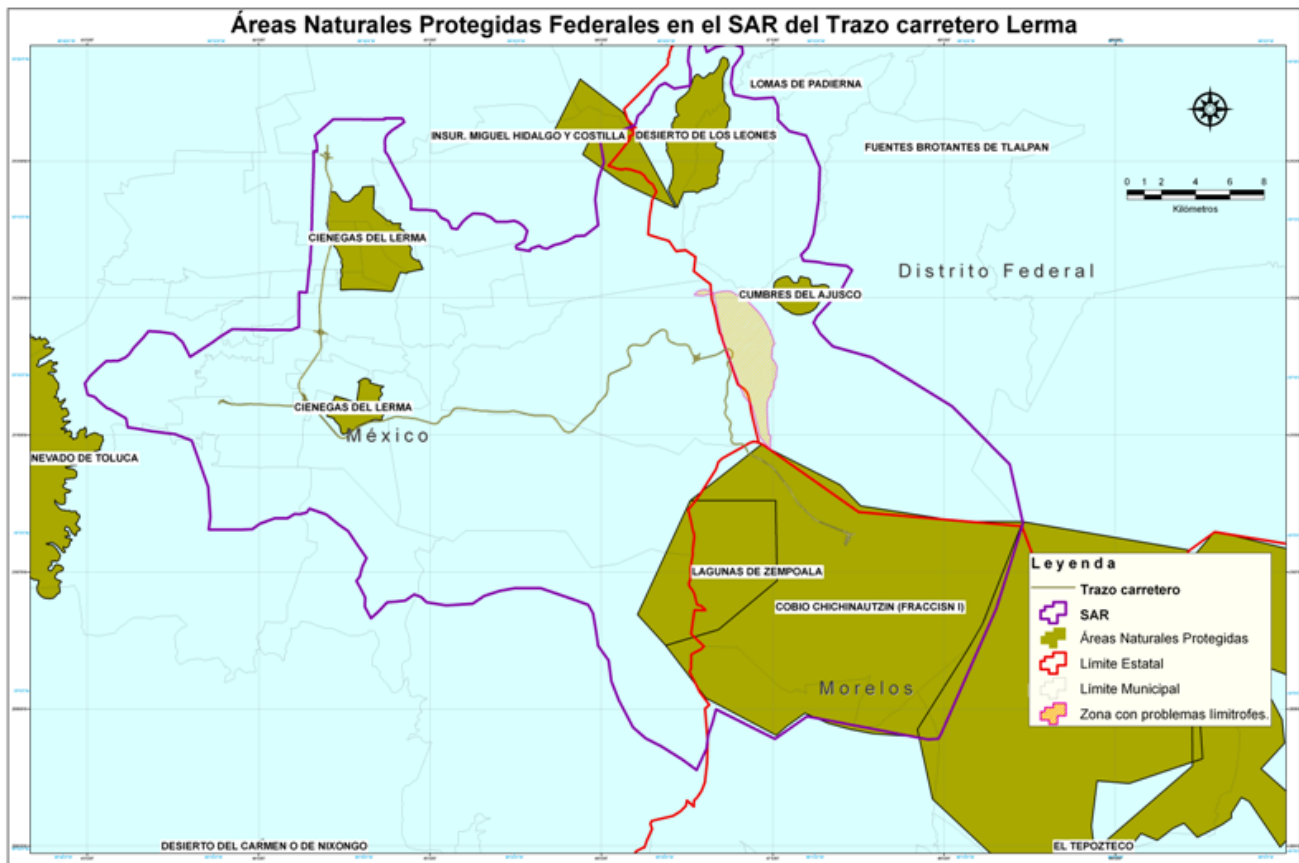 Áreas Naturales Protegidas Federales en el SAR del Trazo carretero Lerma
LOMAS DE PADIERNA
INSUR. MIGUEL HIDALGO Y COSTILLA
DESIERTO DE LOS LEONES
FUENTES BROTANTES DE TLALPAN
0 1 2 4 6 8
Kilómetros
CIENEGAS DEL LERMA
Distrito Federal
CUMBRES DEL AJUSCO
CIENEGAS DEL LERMA
México
NEVADO DE TOLUCA
LAGUNAS DE ZEMPOALA
COBIO CHICHINAUTZIN (FRACCISN I)
Morelos
Leyenda
Trazo carretero
SAR
Áreas Naturales Protegidas
Límite Estatal
Límite Municipal
Zona con problemas limitrofes.
DESIERTO DEL CARMEN O DE NIXONGO
EL TEPOZTECO